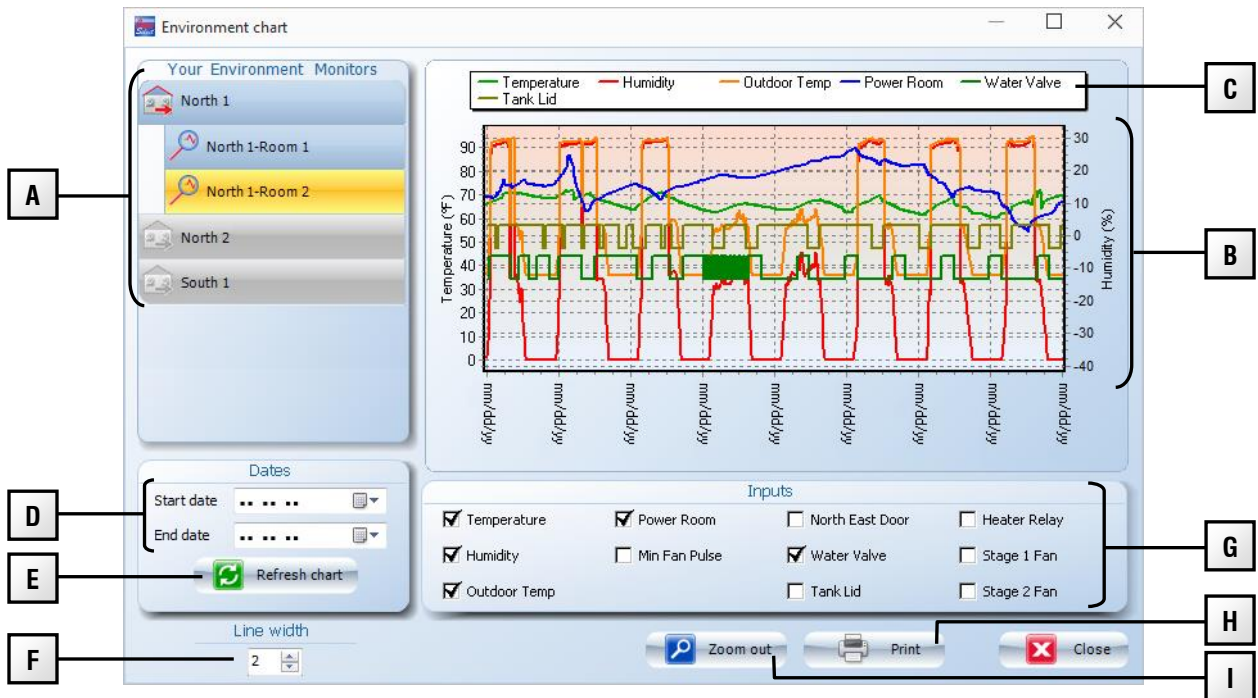 Environment chart
Your Environment Monitors
North 1
North 1-Room 1
North 1-Room 2
North 2
South 1
Temperature Humidity Outdoor Temp Power Room Water Valve
Tank Lid
Temperature (°F)
90
80
70
60
50
40
30
20
10
0
30
20
10
0
-10
-20
-30
-40
Humidity (%)
mm/dd/yy mm/dd/yy mm/dd/yy mm/dd/yy mm/dd/yy mm/dd/yy mm/dd/yy mm/dd/yy mm/dd/yy
Dates
Start date .. .. ..
End date .. .. ..
Refresh chart
Line width
2
Inputs
Temperature Power Room North East Door Heater Relay
Humidity Min Fan Pulse Water Valve Stage 1 Fan
Outdoor Temp Tank Lid Stage 2 Fan
Zoom out Print Close
A
B
C
D
E
F
G
H
I